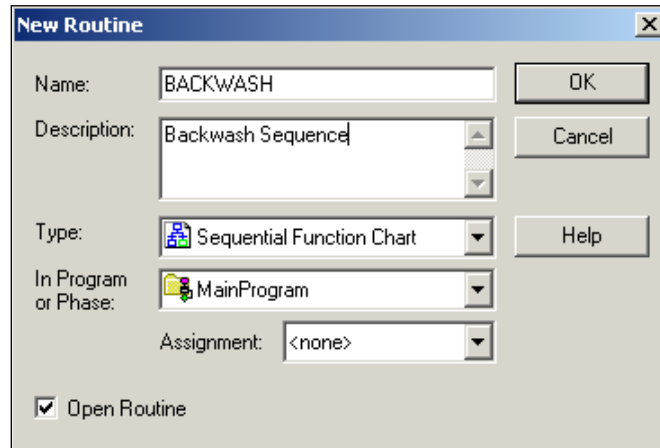 New Routine
Name: BACKWASH OK
Description: Backwash Sequence Cancel
Type: Sequential Function Chart Help
In Program
or Phase: MainProgram
Assignment: <none>
Open Routine